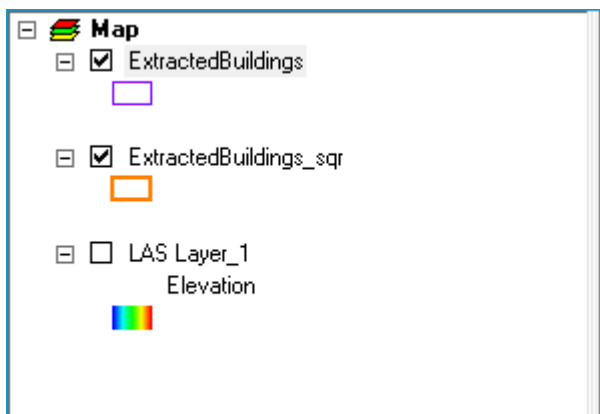 Map
ExtractedBuildings
ExtractedBuildings_sqr
LAS Layer_1
Elevation